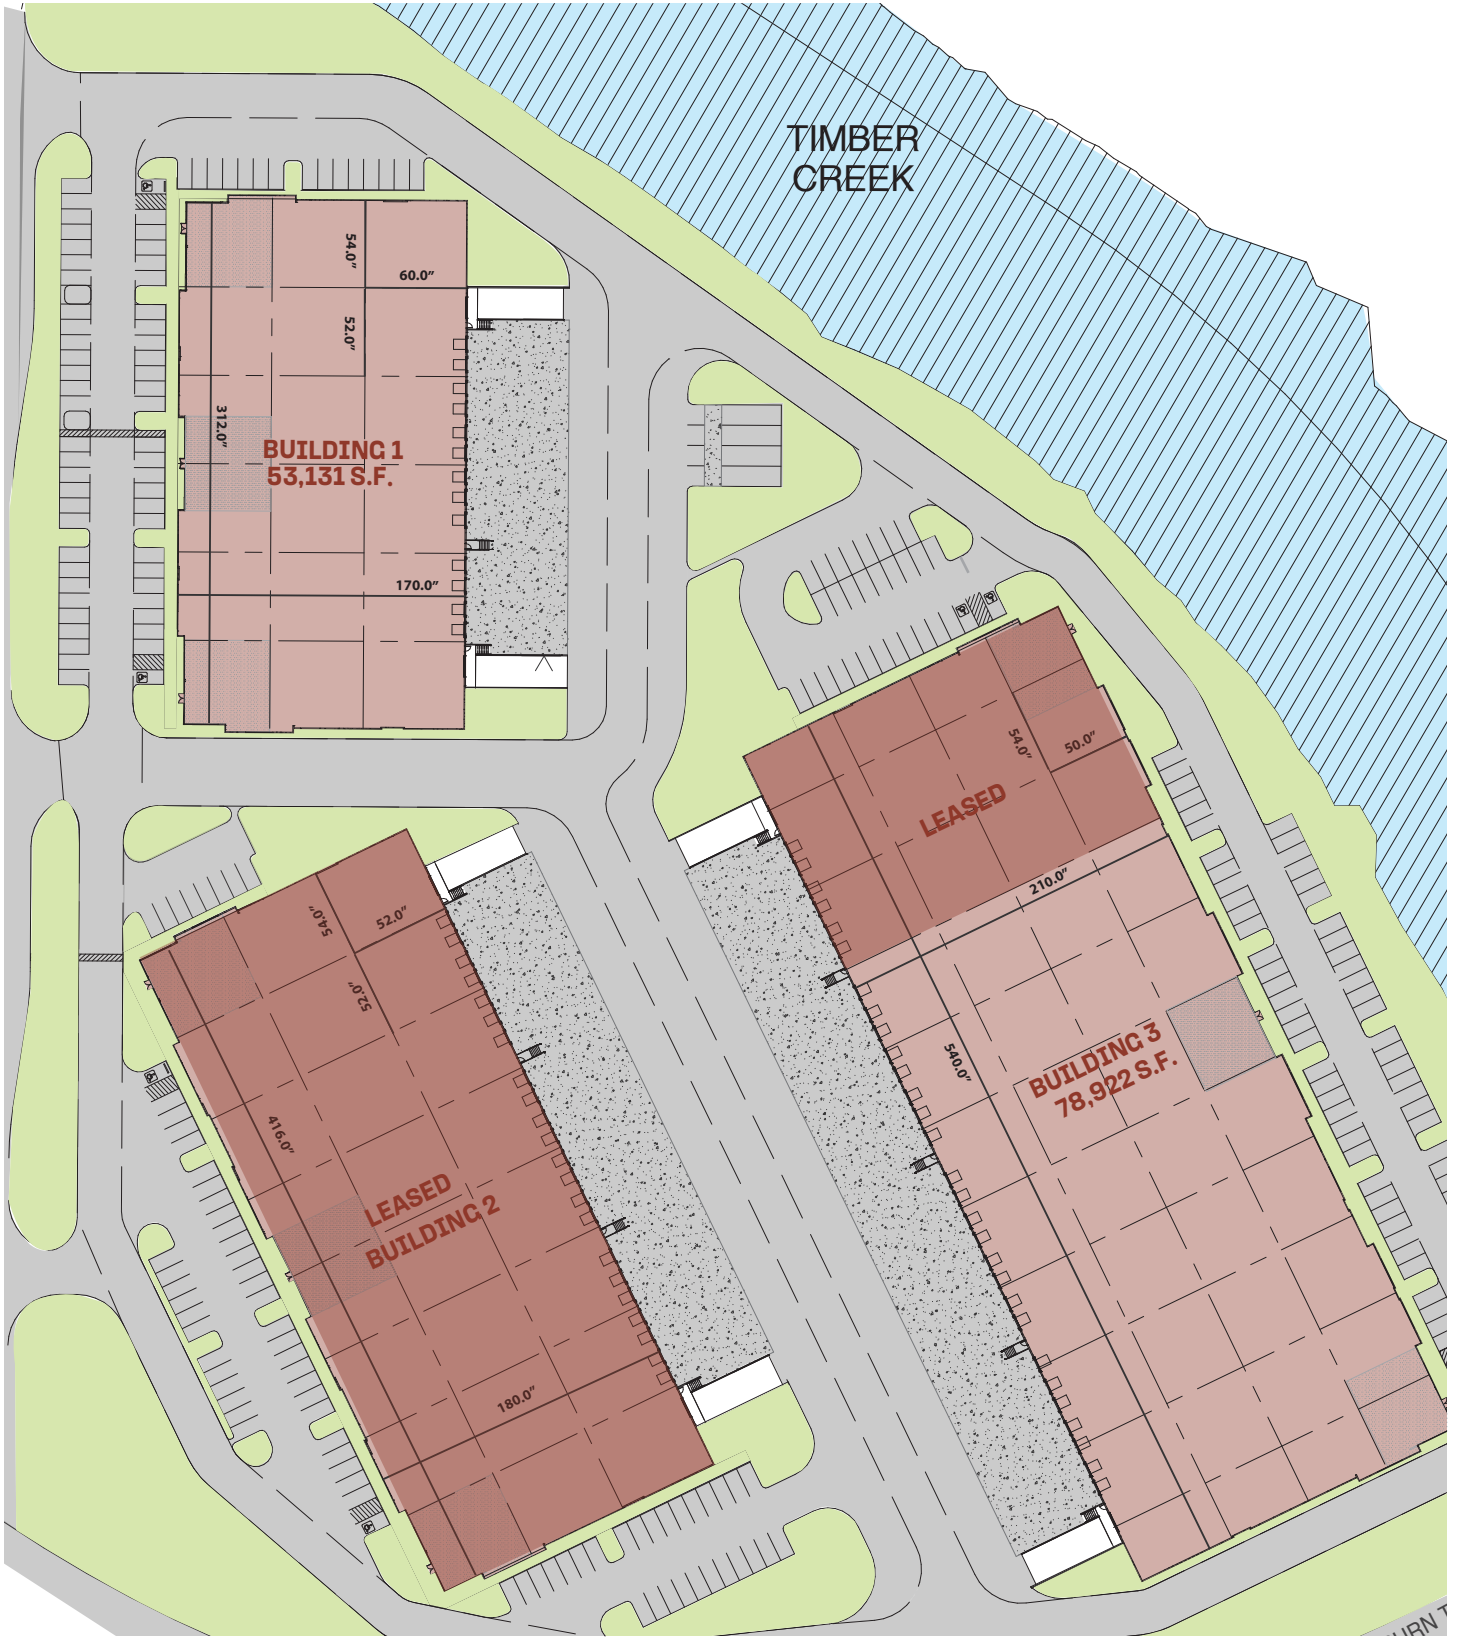 TIMBER
CREEK
54.0”
60.0”
52.0”
312.0”
BUILDING 1
53,131 S.F.
170.0”
54.0”
50.0”
LEASED
210.0”
54.0”
52.0”
52.0”
540.0”
BUILDING 3
78,922 S.F.
416.0”
LEASED
BUILDING 2
180.0”